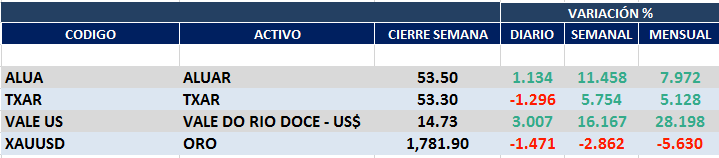 VARIACIÓN %
CODIGO ACTIVO CIERRE SEMANA DIARIO SEMANAL MENSUAL
ALUA ALUAR 53.50 1.134 11.458 7.972
TXAR TXAR 53.30 -1.296 5.754 5.128
VALE US VALE DO RIO DOCE - US$ 14.73 3.007 16.167 28.198
XAUUSD ORO 1,781.90 -1.471 -2.862 -5.630